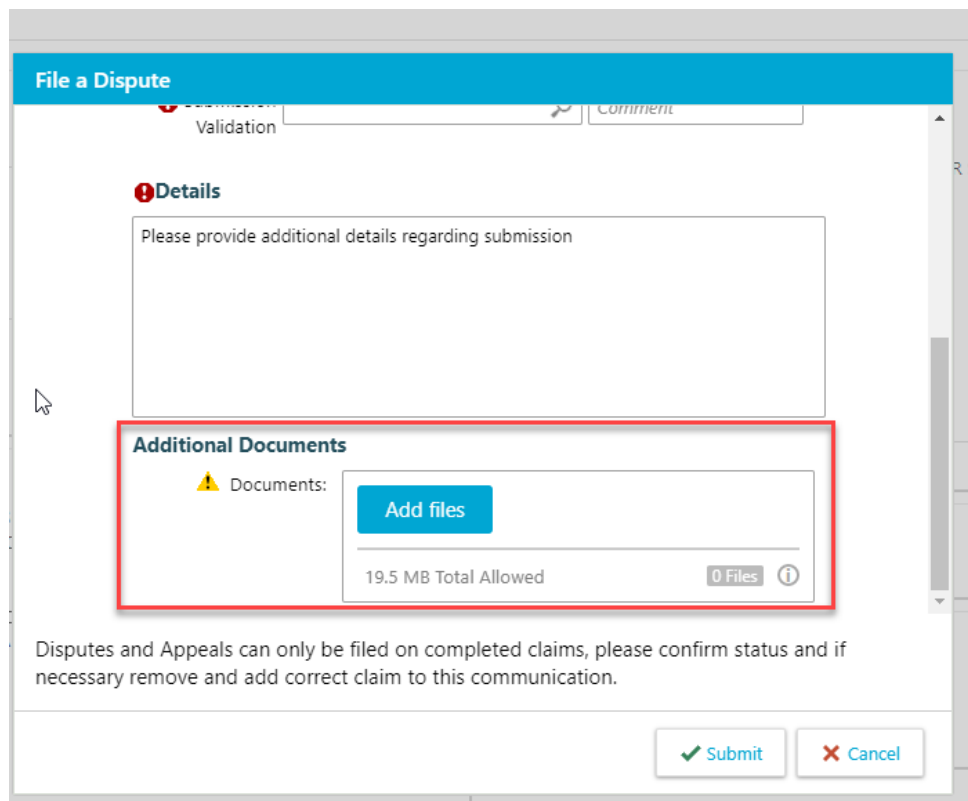 File a Dispute
Comment
Validation
R
Details
Please provide additional details regarding submission
Additional Documents
Documents:
Add files
19.5 MB Total Allowed
0 Files
Disputes and Appeals can only be filed on completed claims, please confirm status and if
necessary remove and add correct claim to this communication.
Submit
Cancel